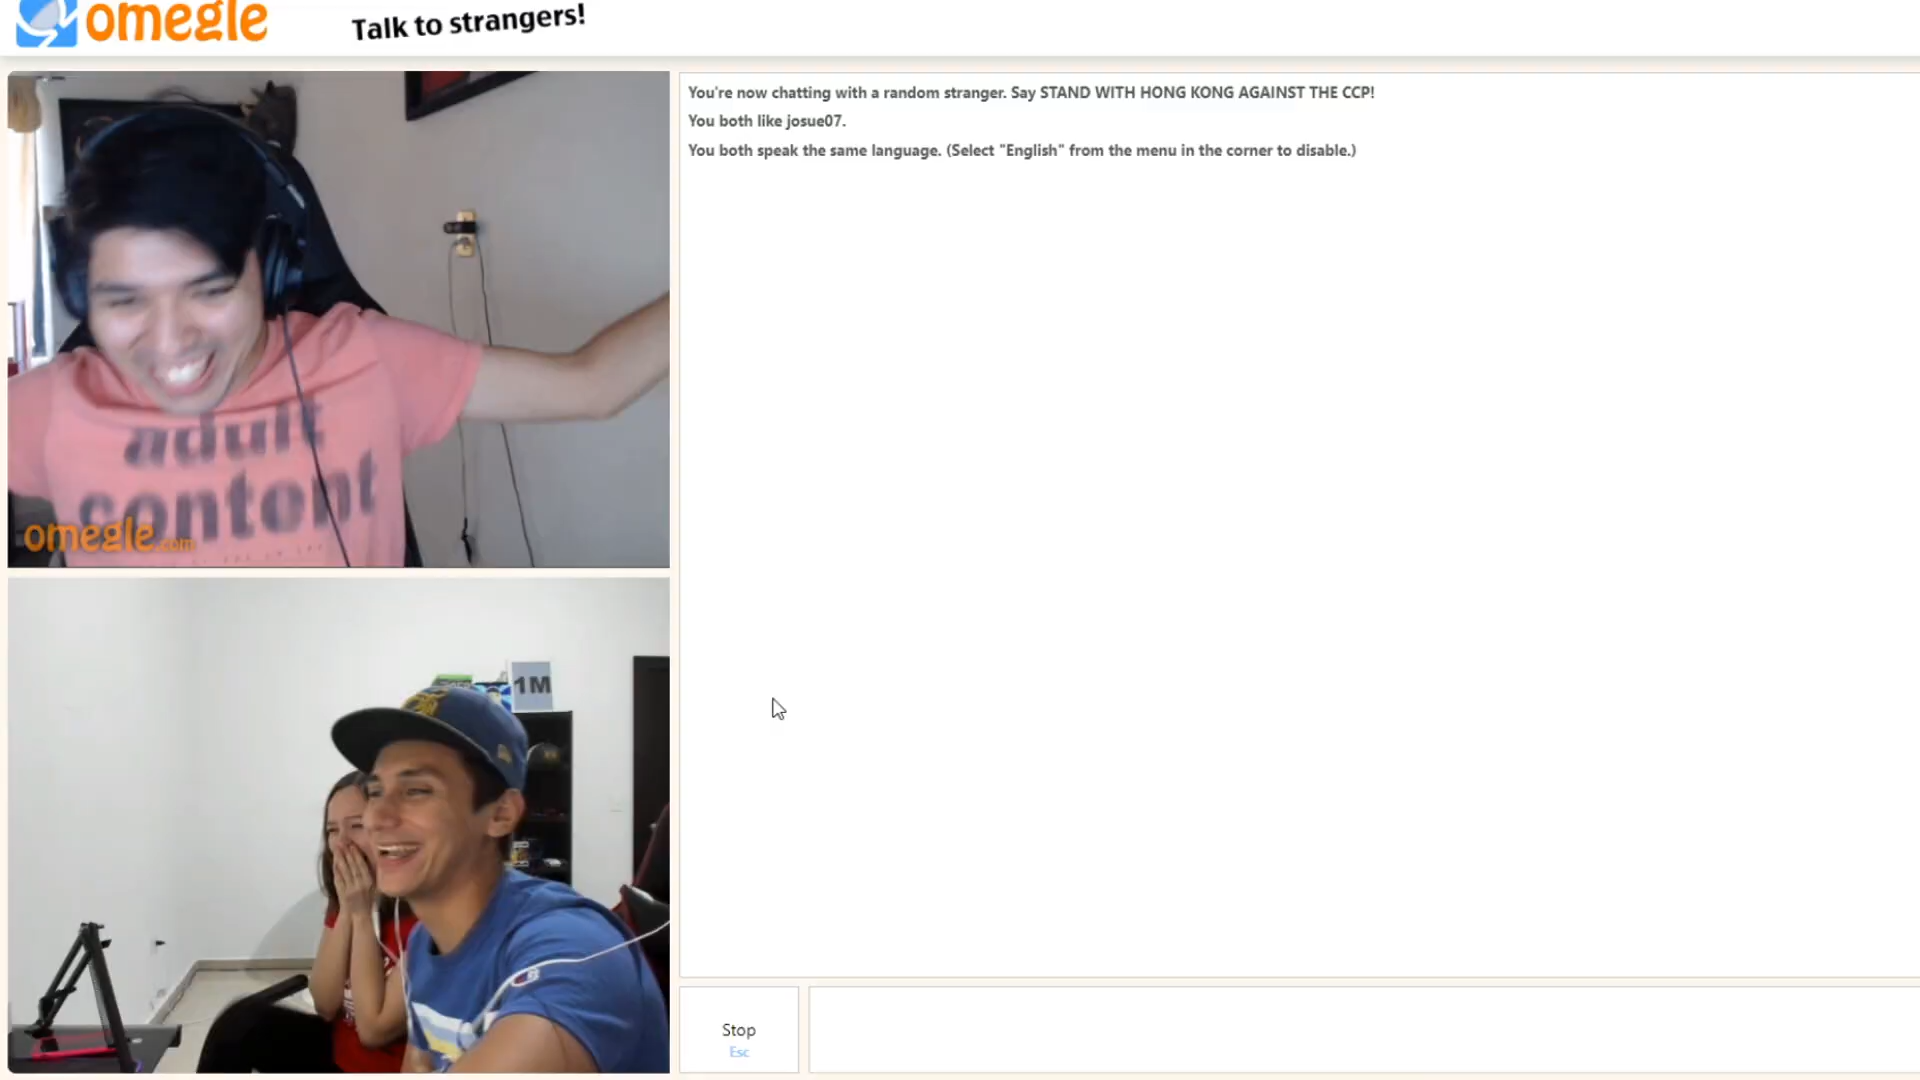 omegle
Talk to strangers!
You're now chatting with a random stranger. Say STAND WITH HONG KONG AGAINST THE CCP!
You both like josue07.
You both speak the same language. (Select "English" from the menu in the corner to disable.)
adult
content
omegle.com
1M
Stop
Esc